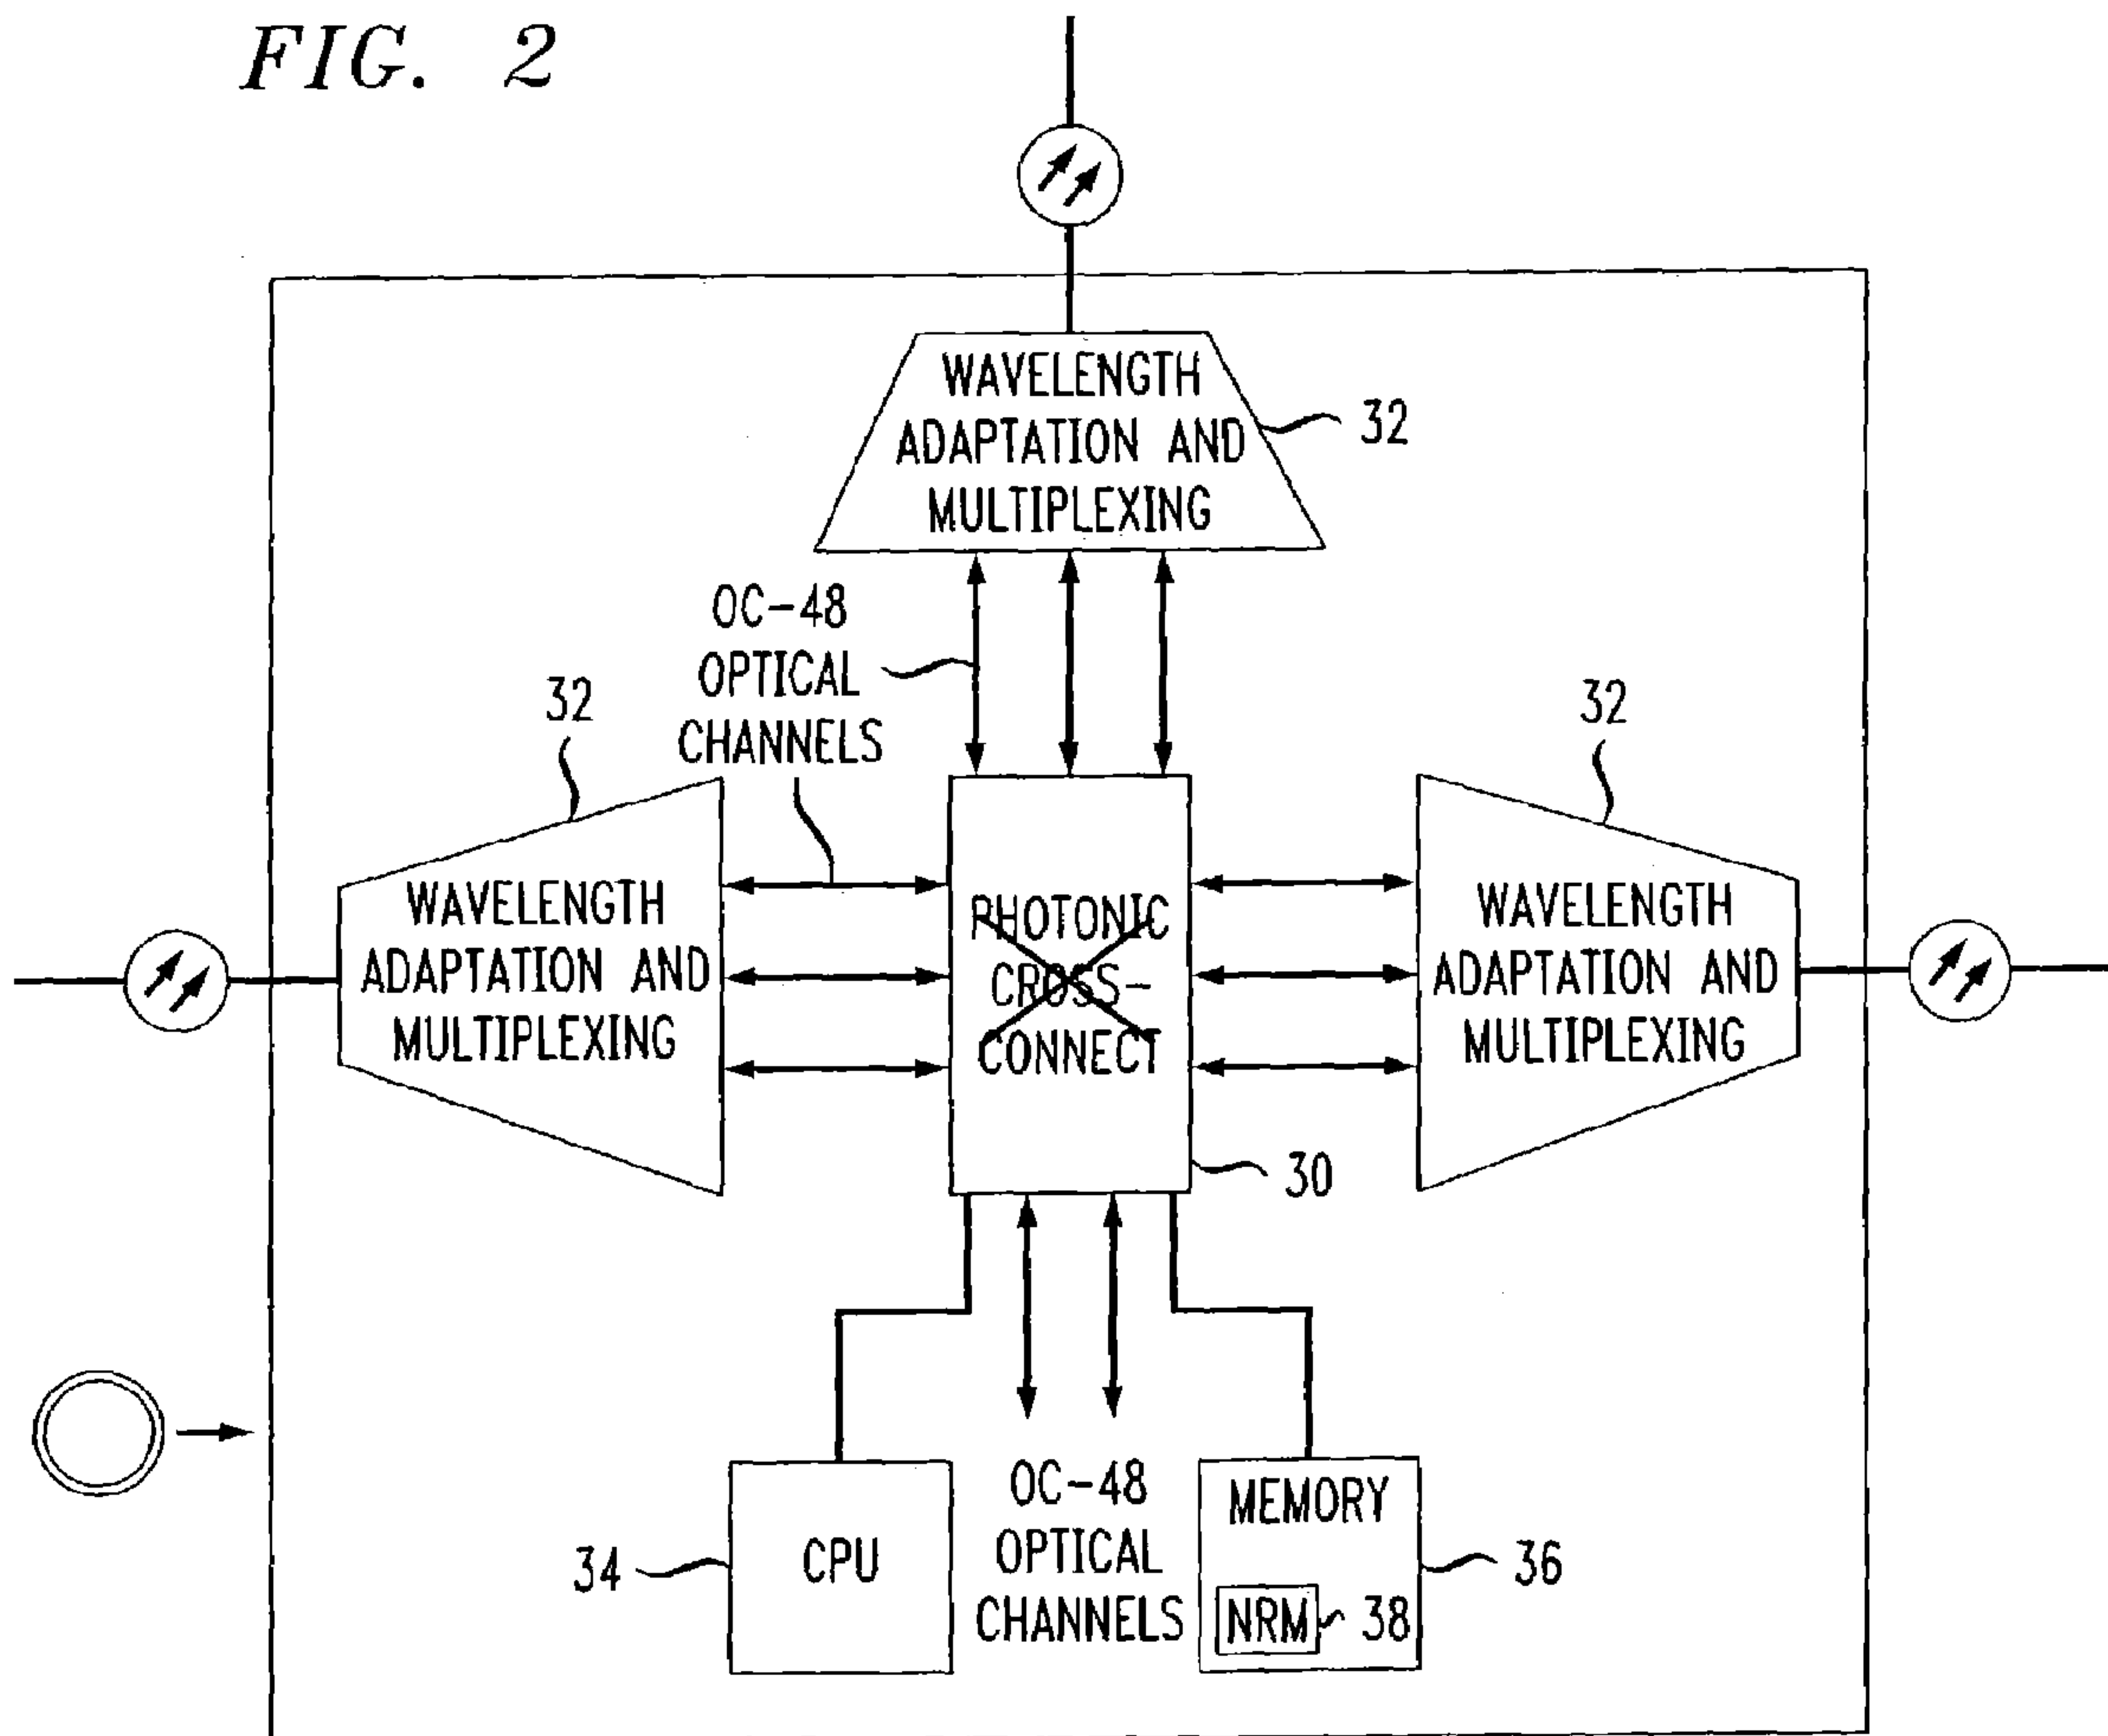 FIG. 2
WAVELENGTH
ADAPTATION AND
MULTIPLEXING
32
OC-48
OPTICAL
CHANNELS
32
32
WAVELENGTH
ADAPTATION AND
MULTIPLEXING
PHOTONIC
CROSS-
CONNECT
WAVELENGTH
ADAPTATION AND
MULTIPLEXING
30
34
CPU
OC-48
OPTICAL
CHANNELS
MEMORY
36
NRM
38